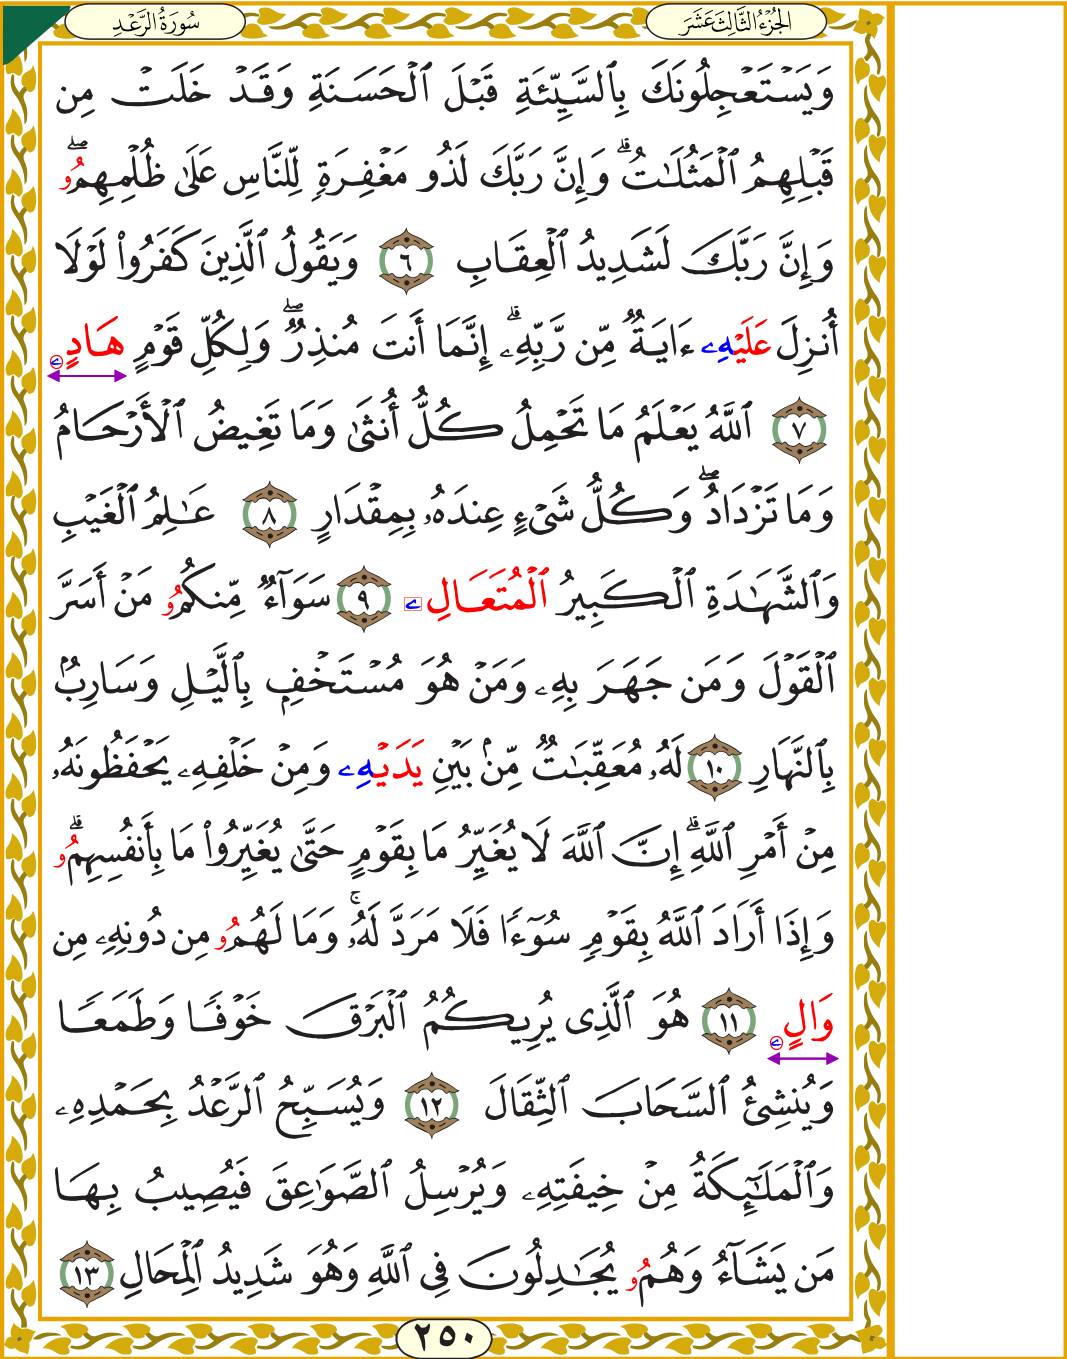 الجُزْءُ الثَّالِثَ عَشَرَ
سُورَةُ الرَّعْدِ
وَيَسْتَعْجِلُونَكَ بِٱلسَّيِّئَةِ قَبْلَ ٱلْحَسَنَةِ وَقَدْ خَلَتْ مِن
قَبْلِهِمُ ٱلْمَثُلَـٰتُ ۗ وَإِنَّ رَبَّكَ لَذُو مَغْفِرَةٍ لِّلنَّاسِ عَلَىٰ ظُلْمِهِمُۥ ۖ
وَإِنَّ رَبَّكَ لَشَدِيدُ ٱلْعِقَابِ ٦ وَيَقُولُ ٱلَّذِينَ كَفَرُوا۟ لَوْلَا
أُنزِلَ عَلَيْهِۦ ءَايَةٌ مِّن رَّبِّهِۦ ۗ إِنَّمَا أَنتَ مُنذِرٌ ۖ وَلِكُلِّ قَوْمٍ هَادٍۦ
٧ ٱللَّهُ يَعْلَمُ مَا تَحْمِلُ كُلُّ أُنثَىٰ وَمَا تَغِيضُ ٱلْأَرْحَامُ
وَمَا تَزْدَادُ ۖ وَكُلُّ شَىْءٍ عِندَهُۥ بِمِقْدَارٍ ٨ عَـٰلِمُ ٱلْغَيْبِ
وَٱلشَّهَـٰدَةِ ٱلْكَبِيرُ ٱلْمُتَعَالِۦ ٩ سَوَآءٌ مِّنكُمُۥ مَنْ أَسَرَّ
ٱلْقَوْلَ وَمَن جَهَرَ بِهِۦ وَمَنْ هُوَ مُسْتَخْفٍۭ بِٱلَّيْلِ وَسَارِبٌۢ
بِٱلنَّهَارِ ١٠ لَهُۥ مُعَقِّبَـٰتٌ مِّنۢ بَيْنِ يَدَيْهِۦ وَمِنْ خَلْفِهِۦ يَحْفَظُونَهُۥ
مِنْ أَمْرِ ٱللَّهِ ۗ إِنَّ ٱللَّهَ لَا يُغَيِّرُ مَا بِقَوْمٍ حَتَّىٰ يُغَيِّرُوا۟ مَا بِأَنفُسِهِمُۥ ۗ
وَإِذَا أَرَادَ ٱللَّهُ بِقَوْمٍ سُوٓءًا فَلَا مَرَدَّ لَهُۥ ۚ وَمَا لَهُمُۥ مِن دُونِهِۦ مِن
وَالٍۦ ١١ هُوَ ٱلَّذِى يُرِيكُمُ ٱلْبَرْقَ خَوْفًا وَطَمَعًا
وَيُنشِئُ ٱلسَّحَابَ ٱلثِّقَالَ ١٢ وَيُسَبِّحُ ٱلرَّعْدُ بِحَمْدِهِۦ
وَٱلْمَلَـٰٓئِكَةُ مِنْ خِيفَتِهِۦ وَيُرْسِلُ ٱلصَّوَٰعِقَ فَيُصِيبُ بِهَا
مَن يَشَآءُ وَهُمُۥ يُجَـٰدِلُونَ فِى ٱللَّهِ وَهُوَ شَدِيدُ ٱلْمِحَالِ ١٣
٢٥٠